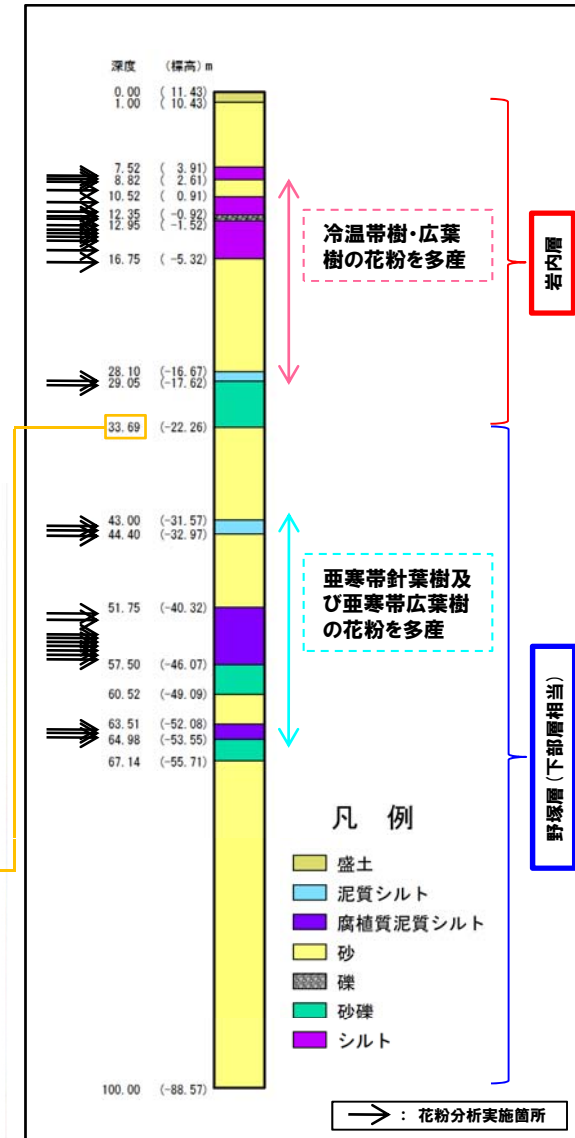 深度 (標高)m
0.00 ( 11.43)
1.00 ( 10.43)
7.52 ( 3.91)
8.82 ( 2.61)
10.52 ( 0.91)
12.35 ( -0.92)
12.95 ( -1.52)
16.75 ( -5.32)
28.10 (-16.67)
29.05 (-17.62)
33.69 (-22.26)
43.00 (-31.57)
44.40 (-32.97)
51.75 (-40.32)
57.50 (-46.07)
60.52 (-49.09)
63.51 (-52.08)
64.98 (-53.55)
67.14 (-55.71)
100.00 (-88.57)
冷温帯樹・広葉
樹の花粉を多産
岩内層
亜寒帯針葉樹及
び亜寒帯広葉樹
の花粉を多産
野塚層(下部層相当)
凡 例
盛土
泥質シルト
腐植質泥質シルト
砂
礫
砂礫
シルト
: 花粉分析実施箇所